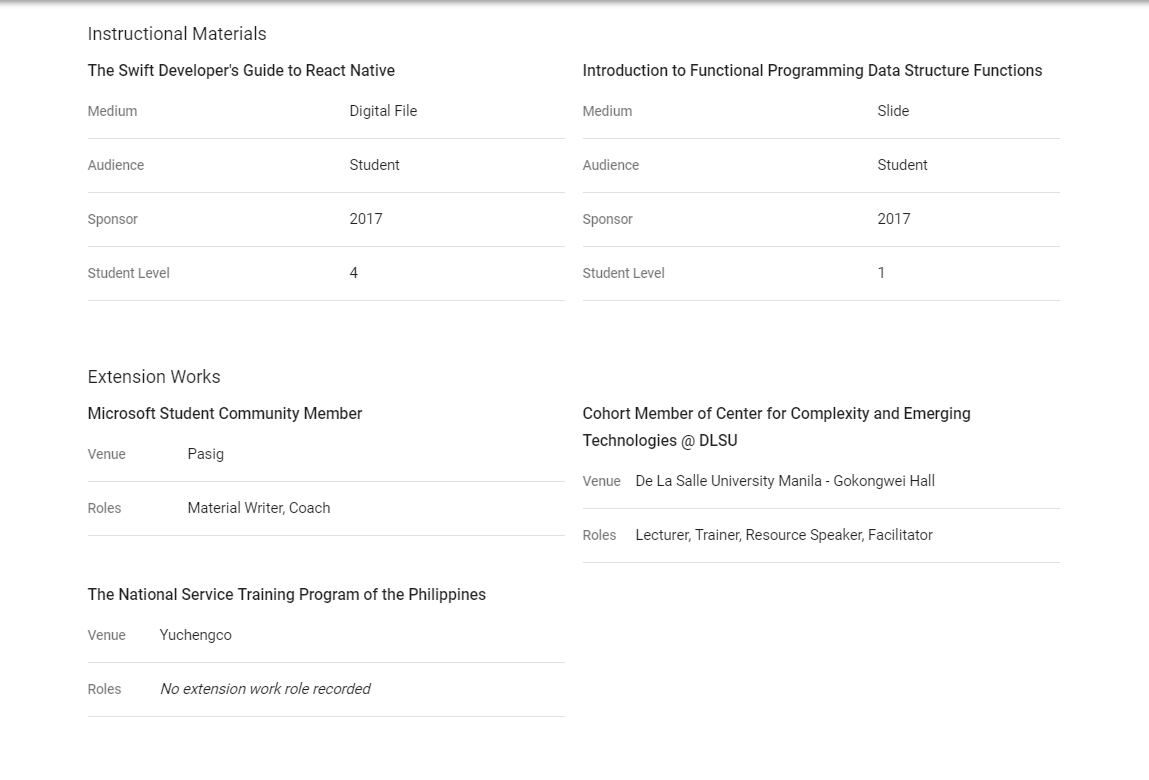 Instructional Materials
The Swift Developer's Guide to React Native
Medium Digital File
Audience Student
Sponsor 2017
Student Level 4
Introduction to Functional Programming Data Structure Functions
Medium Slide
Audience Student
Sponsor 2017
Student Level 1
Extension Works
Microsoft Student Community Member
Venue Pasig
Roles Material Writer, Coach
Cohort Member of Center for Complexity and Emerging
Technologies @ DLSU
Venue De La Salle University Manila - Gokongwei Hall
Roles Lecturer, Trainer, Resource Speaker, Facilitator
The National Service Training Program of the Philippines
Venue Yuchengco
Roles No extension work role recorded